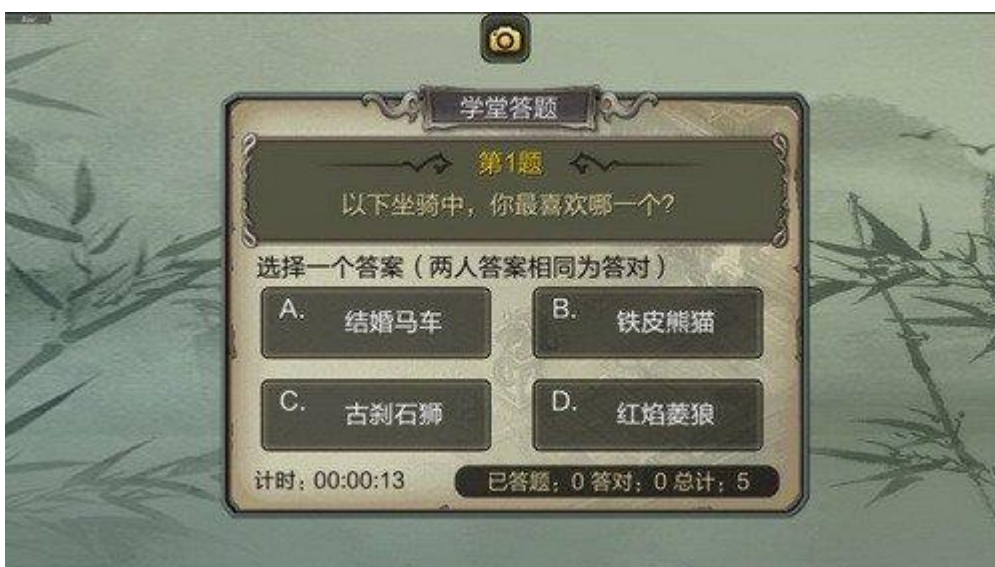 学堂答题
第1题
以下坐骑中，你最喜欢哪一个？
选择一个答案（两人答案相同为答对）
A. 结婚马车
B. 铁皮熊猫
C. 古刹石狮
D. 红焰菱狼
计时：00:00:13
已答题：0 答对：0 总计：5